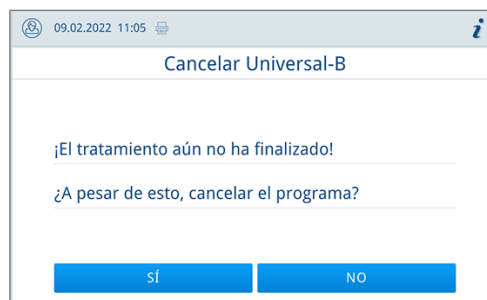 09.02.2022 11:05 i
Cancelar Universal-B
¡El tratamiento aún no ha finalizado!
¿A pesar de esto, cancelar el programa?
SÍ NO